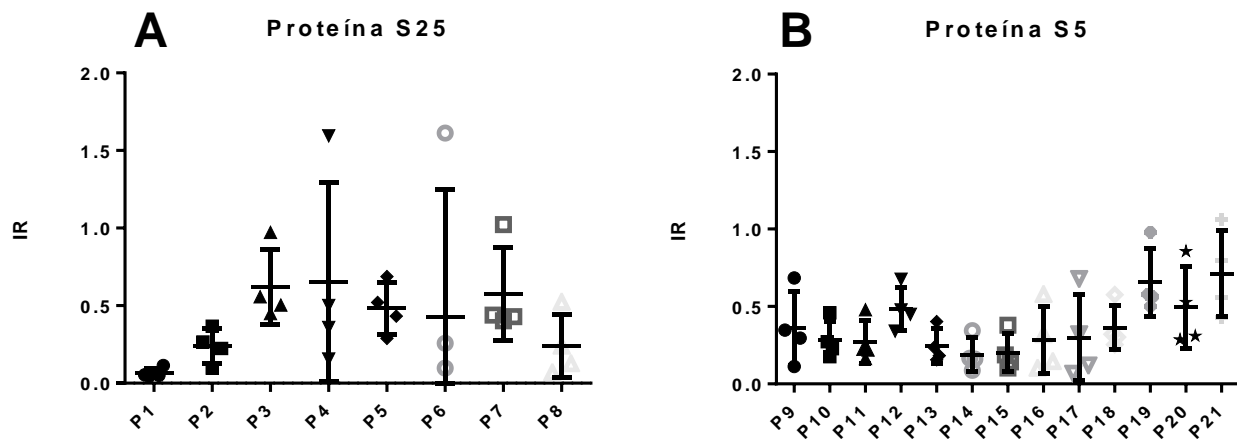 A
Proteína S25
2.0
1.5
1.0
0.5
0.0
IR
P1 P2 P3 P4 P5 P6 P7 P8
B
Proteína S5
2.0
1.5
1.0
0.5
0.0
IR
P9 P10 P11 P12 P13 P14 P15 P16 P17 P18 P19 P20 P21